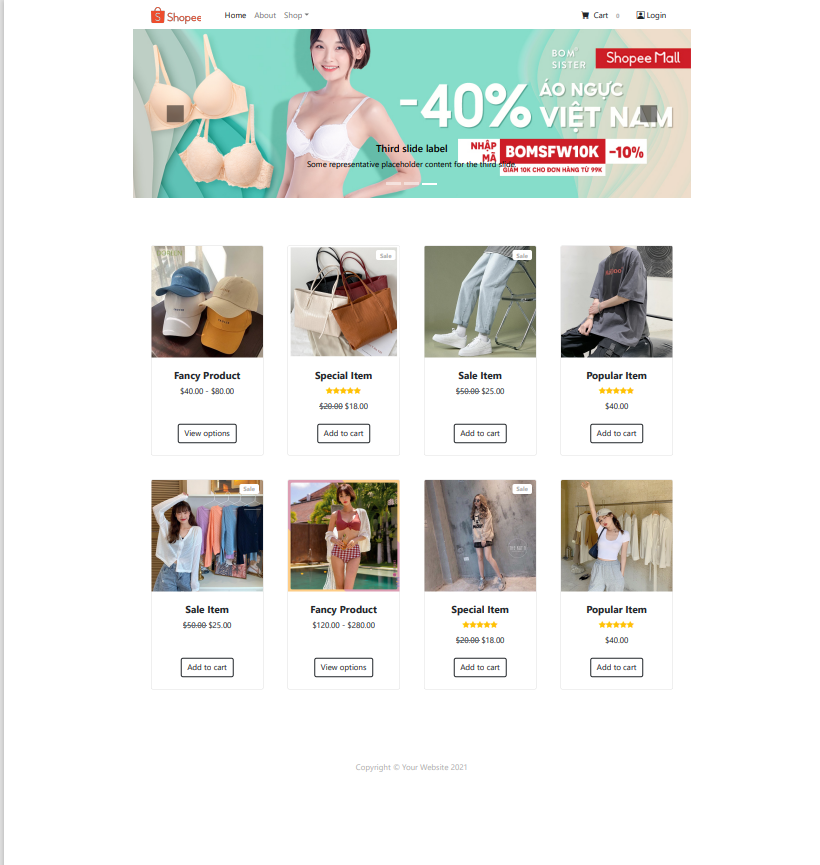 Shopee
Home About Shop
Cart 0 Login
BOM
SISTER
Shopee Mall
-40%
ÁO NGỰC
VIỆT NAM
Third slide label
NHẬP
MÃ
BOMSFW10K
-10%
Some representative placeholder content for the third slide.
GIẢM 10K CHO ĐƠN HÀNG TỪ 99K
Sale
Sale
Fancy Product
$40.00 - $80.00
View options
Special Item
$20.00 $18.00
Add to cart
Sale Item
$50.00 $25.00
Add to cart
Popular Item
$40.00
Add to cart
Sale
Sale
Sale Item
$50.00 $25.00
Add to cart
Fancy Product
$120.00 - $280.00
View options
Special Item
$20.00 $18.00
Add to cart
Popular Item
$40.00
Add to cart
Copyright © Your Website 2021